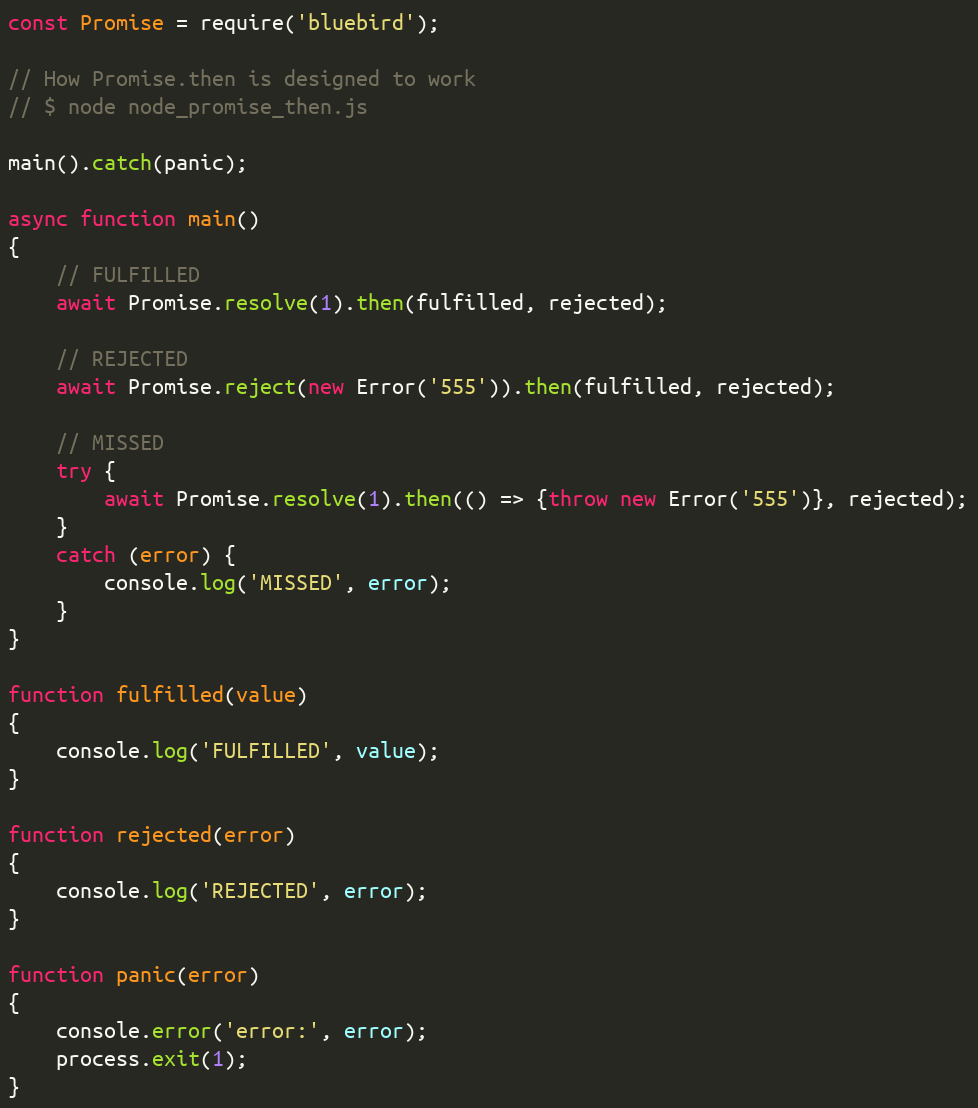 const Promise = require('bluebird');

// How Promise.then is designed to work
// $ node node_promise_then.js

main().catch(panic);

async function main()
{
    // FULFILLED
    await Promise.resolve(1).then(fulfilled, rejected);

    // REJECTED
    await Promise.reject(new Error('555')).then(fulfilled, rejected);

    // MISSED
    try {
        await Promise.resolve(1).then(() => {throw new Error('555')}, rejected);
    }
    catch (error) {
        console.log('MISSED', error);
    }
}

function fulfilled(value)
{
    console.log('FULFILLED', value);
}

function rejected(error)
{
    console.log('REJECTED', error);
}

function panic(error)
{
    console.error('error:', error);
    process.exit(1);
}